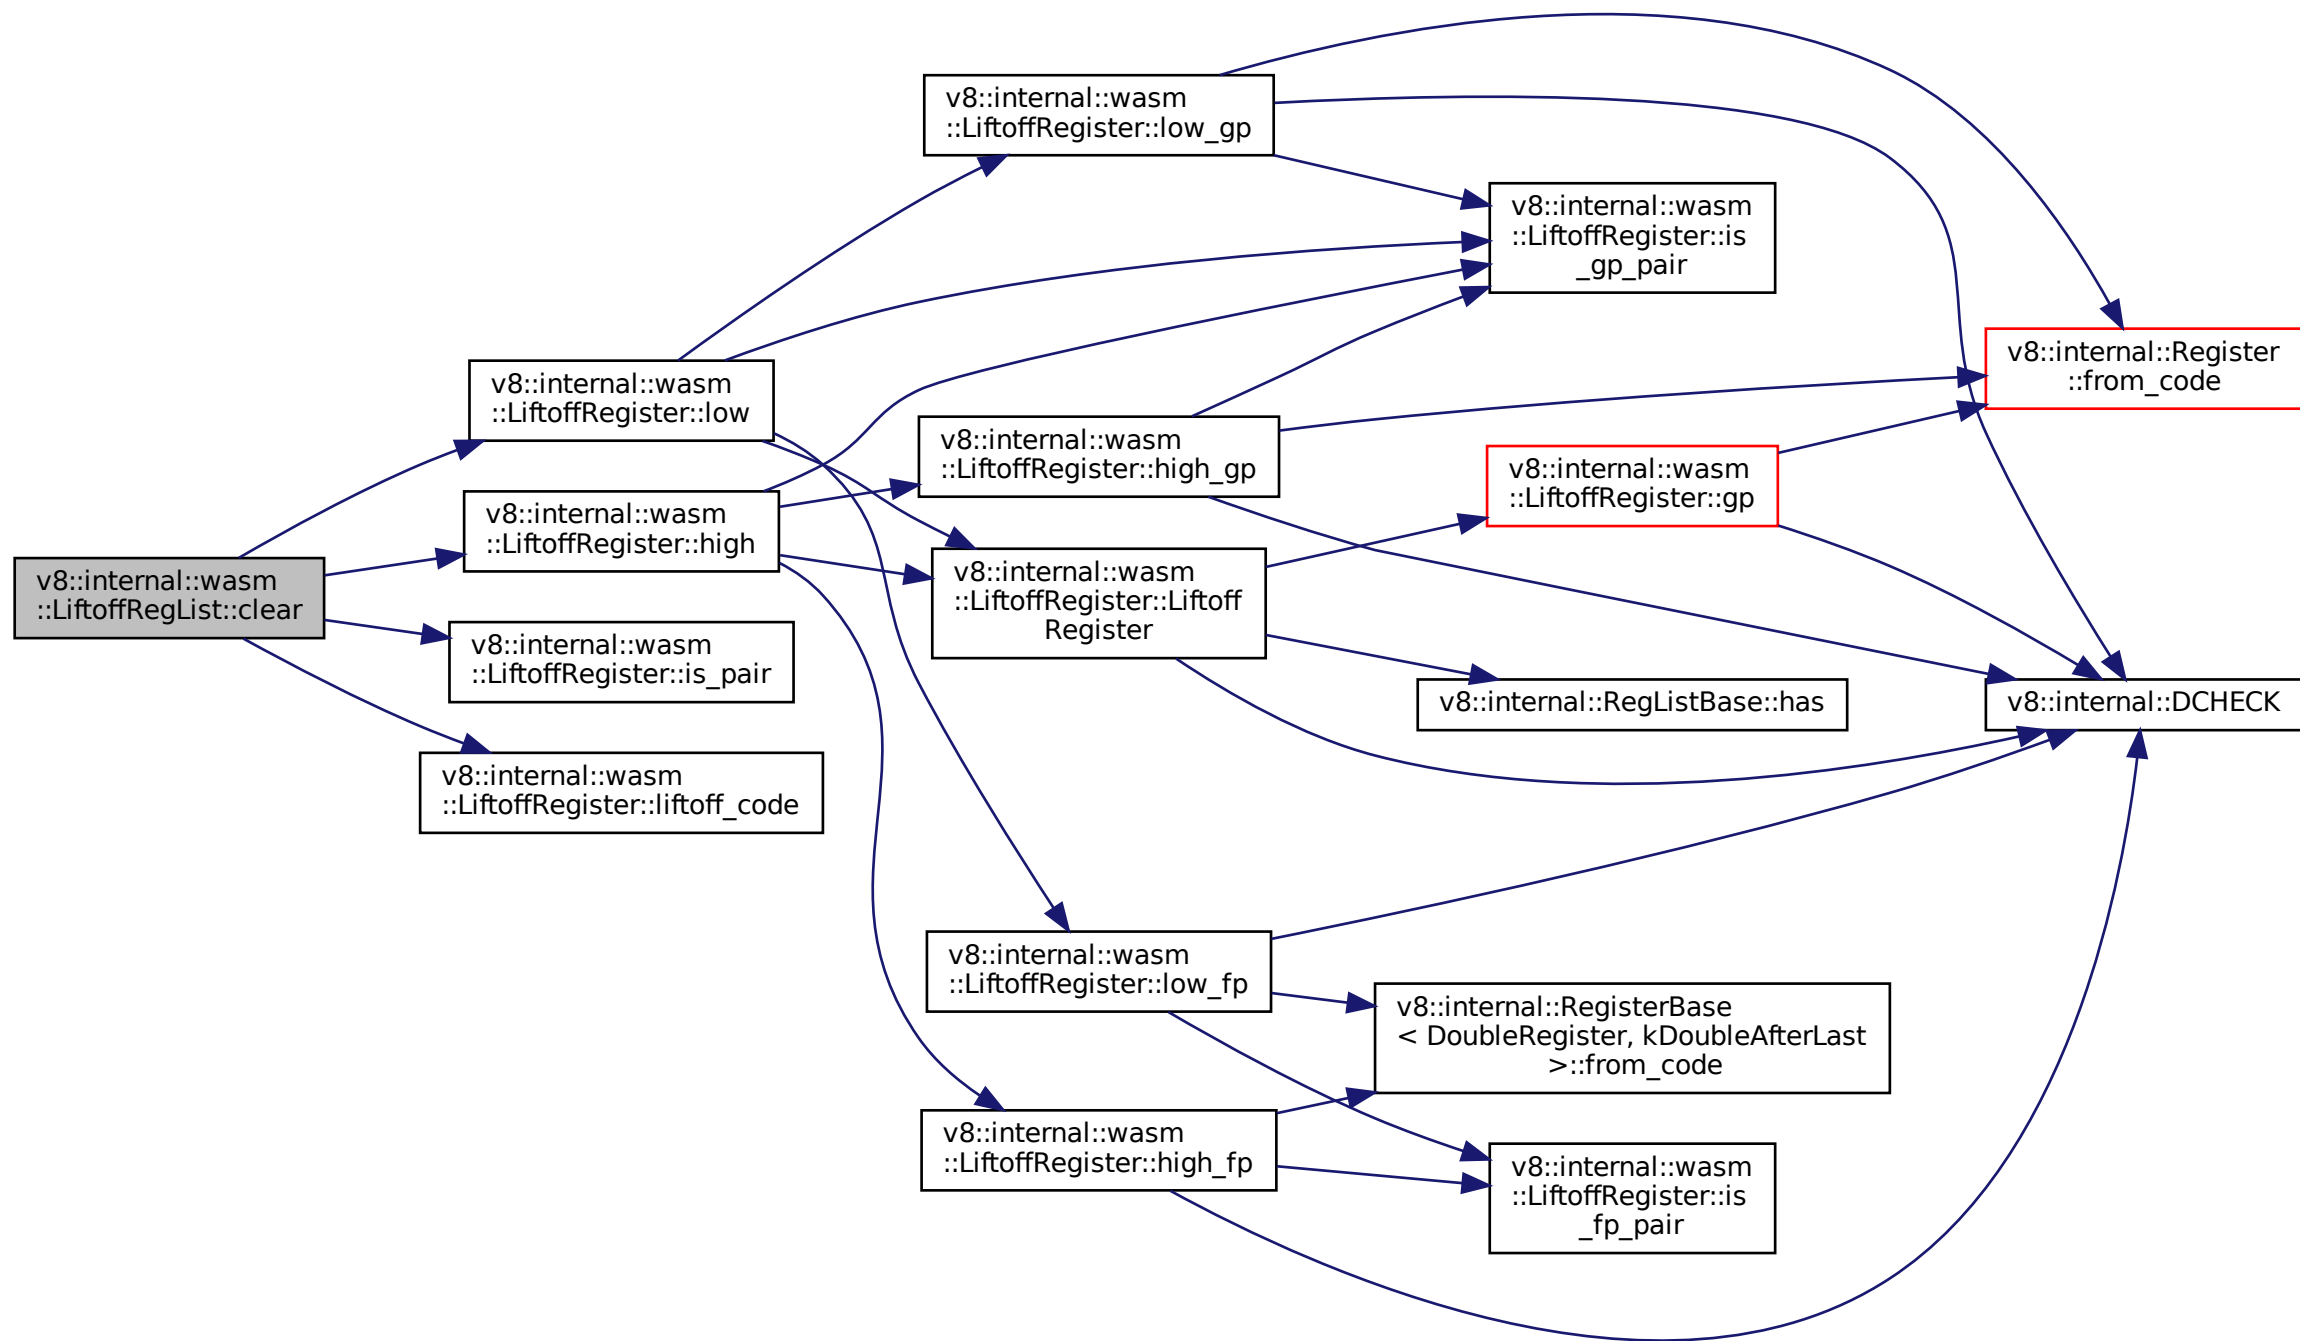 v8::internal::wasm
::LiftoffRegList::clear
v8::internal::wasm
::LiftoffRegister::low
v8::internal::wasm
::LiftoffRegister::high
v8::internal::wasm
::LiftoffRegister::is_pair
v8::internal::wasm
::LiftoffRegister::liftoff_code
v8::internal::wasm
::LiftoffRegister::low_gp
v8::internal::wasm
::LiftoffRegister::high_gp
v8::internal::wasm
::LiftoffRegister::Liftoff
Register
v8::internal::wasm
::LiftoffRegister::low_fp
v8::internal::wasm
::LiftoffRegister::high_fp
v8::internal::wasm
::LiftoffRegister::is
_gp_pair
v8::internal::wasm
::LiftoffRegister::gp
v8::internal::RegListBase::has
v8::internal::RegisterBase
< DoubleRegister, kDoubleAfterLast
>::from_code
v8::internal::wasm
::LiftoffRegister::is
_fp_pair
v8::internal::Register
::from_code
v8::internal::DCHECK